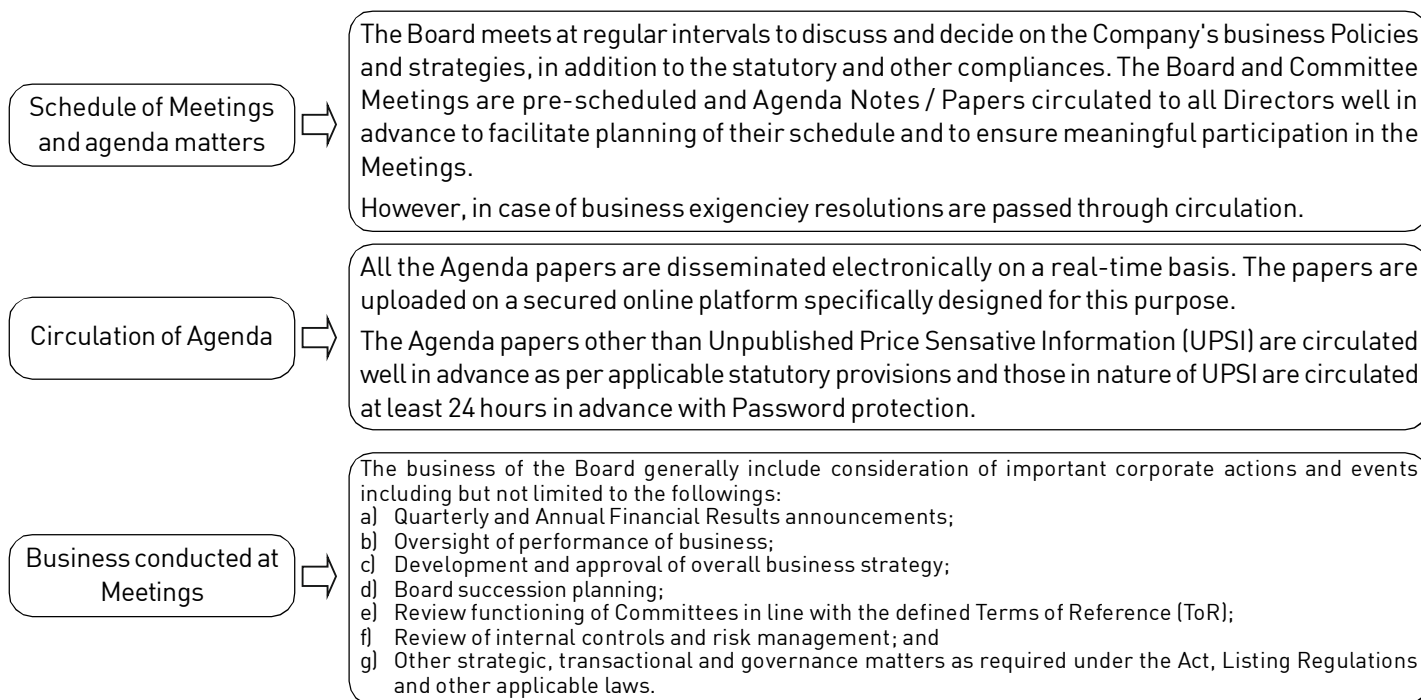 Schedule of Meetings
and agenda matters
The Board meets at regular intervals to discuss and decide on the Company's business Policies
and strategies, in addition to the statutory and other compliances. The Board and Committee
Meetings are pre-scheduled and Agenda Notes / Papers circulated to all Directors well in
advance to facilitate planning of their schedule and to ensure meaningful participation in the
Meetings.
However, in case of business exigenciey resolutions are passed through circulation.
Circulation of Agenda
All the Agenda papers are disseminated electronically on a real-time basis. The papers are
uploaded on a secured online platform specifically designed for this purpose.
The Agenda papers other than Unpublished Price Sensative Information (UPSI) are circulated
well in advance as per applicable statutory provisions and those in nature of UPSI are circulated
at least 24 hours in advance with Password protection.
Business conducted at
Meetings
The business of the Board generally include consideration of important corporate actions and events
including but not limited to the followings:
a) Quarterly and Annual Financial Results announcements;
b) Oversight of performance of business;
c) Development and approval of overall business strategy;
d) Board succession planning;
e) Review functioning of Committees in line with the defined Terms of Reference (ToR);
f) Review of internal controls and risk management; and
g) Other strategic, transactional and governance matters as required under the Act, Listing Regulations
and other applicable laws.